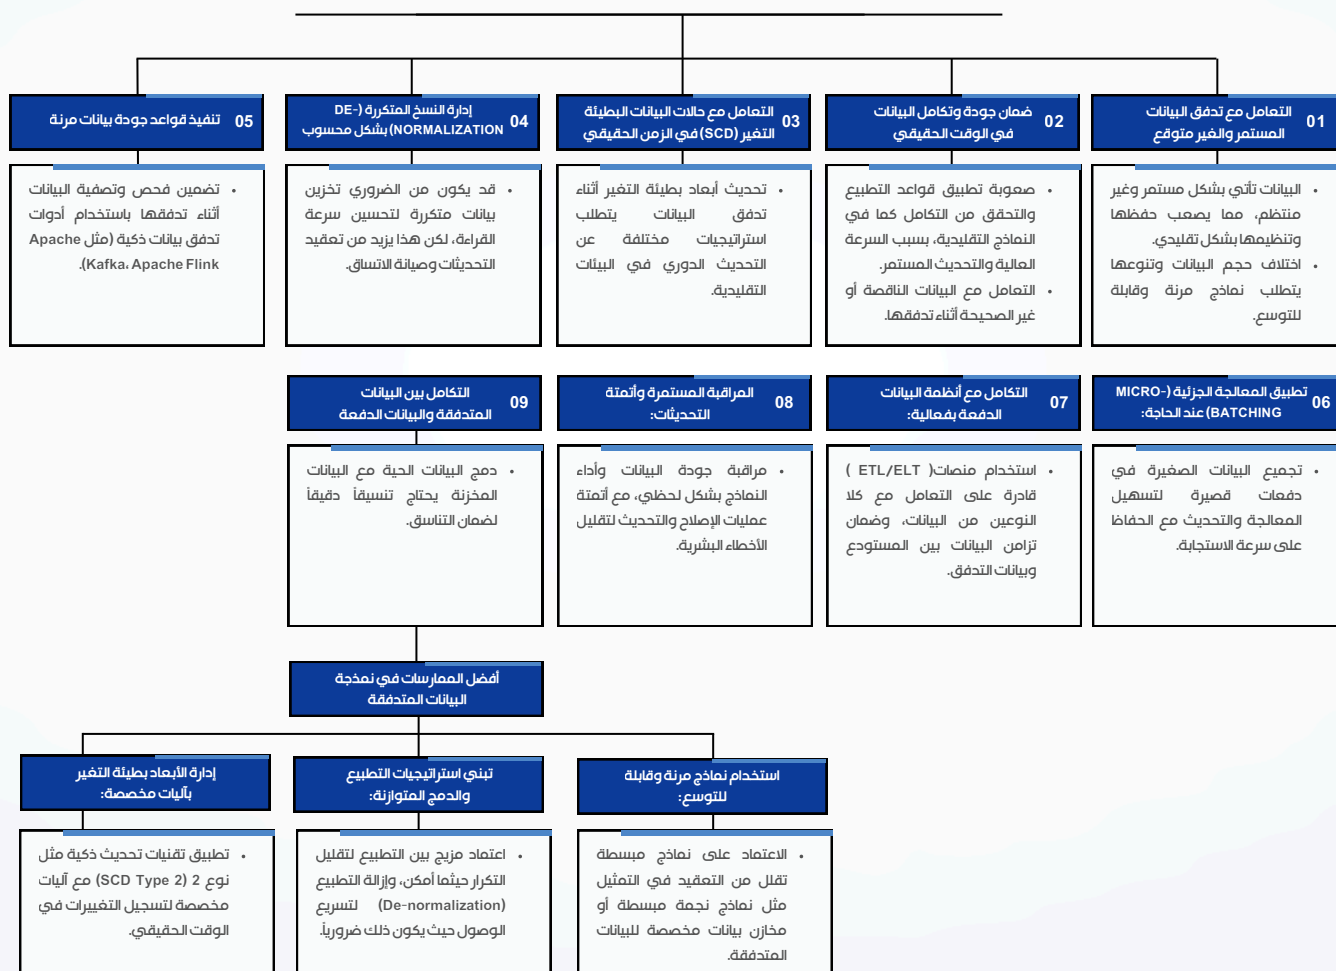 01
التعامل مع تدفق البيانات
المستمر والغير متوقع
• البيانات تأتي بشكل مستمر وغير
منتظم، مما يصعب حفظها
وتنظيمها بشكل تقليدي.
• اختلاف حجم البيانات وتنوعها
يتطلب نماذج مرنة وقابلة
للتوسع.
02
ضمان جودة وتكامل البيانات
في الوقت الحقيقي
• صعوبة تطبيق قواعد التطبيع
والتحقق من التكامل كما في
النماذج التقليدية، بسبب السرعة
العالية والتحديث المستمر.
• التعامل مع البيانات الناقصة أو
غير الصحيحة أثناء تدفقها.
03
التعامل مع حالات البيانات البطيئة
التغير (SCD) في الزمن الحقيقي
• تحديث أبعاد بطيئة التغير أثناء
تدفق البيانات يتطلب
استراتيجيات مختلفة عن
التحديث الدوري في البيئات
التقليدية.
04
إدارة النسخ المتكررة (DE-
NORMALIZATION) بشكل محسوب
• قد يكون من الضروري تخزين
بيانات متكررة لتحسين سرعة
القراءة، لكن هذا يزيد من تعقيد
التحديثات وصيانة الاتساق.
05
تنفيذ قواعد جودة بيانات مرنة
• تضمين فحص وتصفية البيانات
أثناء تدفقها باستخدام أدوات
تدفق بيانات ذكية (مثل Apache
Kafka، Apache Flink).
06
تطبيق المعالجة الجزئية (MICRO-
BATCHING) عند الحاجة:
• تجميع البيانات الصغيرة في
دفعات قصيرة لتسهيل
المعالجة والتحديث مع الحفاظ
على سرعة الاستجابة.
07
التكامل مع أنظمة البيانات
الدفعة بفعالية:
• استخدام منصات( ETL/ELT )
قادرة على التعامل مع كلا
النوعين من البيانات، وضمان
تزامن البيانات بين المستودع
وبيانات التدفق.
08
المراقبة المستمرة وأتمتة
التحديثات:
• مراقبة جودة البيانات وأداء
النماذج بشكل لحظي، مع أتمتة
عمليات الإصلاح والتحديث لتقليل
الأخطاء البشرية.
09
التكامل بين البيانات
المتدفقة والبيانات الدفعة
• دمج البيانات الحية مع البيانات
المخزنة يحتاج تنسيقاً دقيقاً
لضمان التناسق.
أفضل الممارسات في نمذجة
البيانات المتدفقة
استخدام نماذج مرنة وقابلة
للتوسع:
• الاعتماد على نماذج مبسطة
تقلل من التعقيد في التمثيل
مثل نماذج نجمة مبسطة أو
مخازن بيانات مخصصة للبيانات
المتدفقة.
تبني استراتيجيات التطبيع
والدمج المتوازنة:
• اعتماد مزيج بين التطبيع لتقليل
التكرار حيثما أمكن، وإزالة التطبيع
(De-normalization) لتسريع
الوصول حيث يكون ذلك ضرورياً.
إدارة الأبعاد بطيئة التغير
بآليات مخصصة:
• تطبيق تقنيات تحديث ذكية مثل
نوع 2 (SCD Type 2) مع آليات
مخصصة لتسجيل التغييرات في
الوقت الحقيقي.